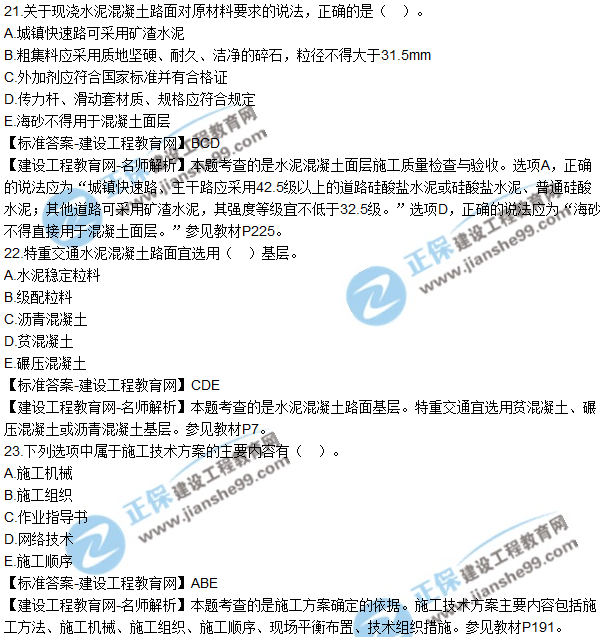 21.关于现浇水泥混凝土路面对原材料要求的说法，正确的是（　）。
A.城镇快速路可采用矿渣水泥
B.粗集料应采用质地坚硬、耐久、洁净的碎石，粒径不得大于31.5mm
C.外加剂应符合国家标准并有合格证
D.传力杆、滑动套材质、规格应符合规定
E.海砂不得用于混凝土面层
【标准答案-建设工程教育网】BCD
【建设工程教育网-名师解析】本题考查的是水泥混凝土面层施工质量检查与验收。选项A，正确
的说法应为“城镇快速路、主干路应采用42.5级以上的道路硅酸盐水泥或硅酸盐水泥、普通硅酸
水泥；其他道路可采用矿渣水泥，其强度等级宜不低于32.5级。”选项D，正确的说法应为“海砂
不得直接用于混凝土面层。”参见教材P225。
22.特重交通水泥混凝土路面宜选用（　）基层。
A.水泥稳定粒料
B.级配粒料
C.沥青混凝土
D.贫混凝土
E.碾压混凝土
【标准答案-建设工程教育网】CDE
【建设工程教育网-名师解析】本题考查的是水泥混凝土路面基层。特重交通宜选用贫混凝土、碾
压混凝土或沥青混凝土基层。参见教材P7。
23.下列选项中属于施工技术方案的主要内容有（　）。
A.施工机械
B.施工组织
C.作业指导书
D.网络技术
E.施工顺序
【标准答案-建设工程教育网】ABE
【建设工程教育网-名师解析】本题考查的是施工方案确定的依据。施工技术方案主要内容包括施
工方法、施工机械、施工组织、施工顺序、现场平衡布置、技术组织措施。参见教材P191。
正保 建设工程教育网
www.jianshe99.com
正保 建设工程教育网
www.jianshe99.com
正保 建设工程教育网
www.jianshe99.com
正保 建设工程教育网
www.jianshe99.com